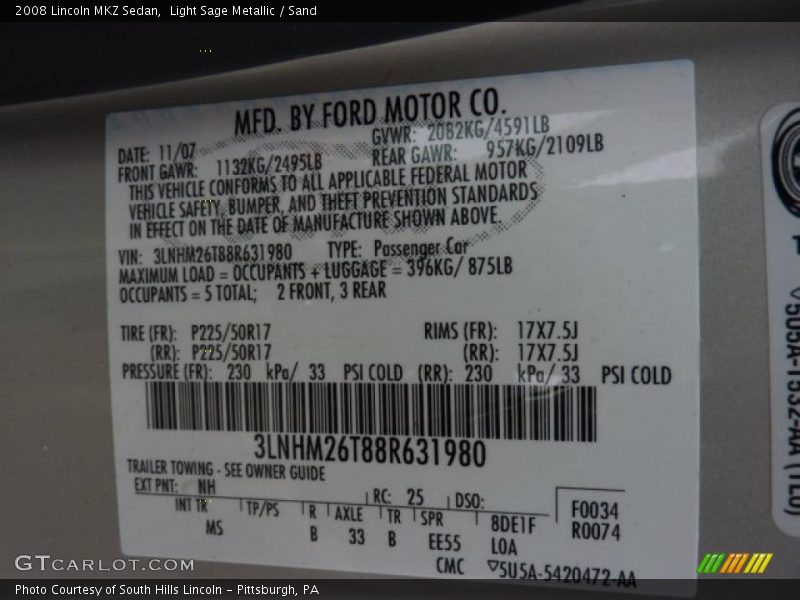 2008 Lincoln MKZ Sedan, Light Sage Metallic / Sand
MFD. BY FORD MOTOR CO.
DATE: 11/07 GVWR: 2082KG/4591LB
FRONT GAWR: 1132KG/2495LB REAR GAWR: 957KG/2109LB
THIS VEHICLE CONFORMS TO ALL APPLICABLE FEDERAL MOTOR
VEHICLE SAFETY, BUMPER, AND THEFT PREVENTION STANDARDS
IN EFFECT ON THE DATE OF MANUFACTURE SHOWN ABOVE.
VIN: 3LNHM26T88R631980 TYPE: Passenger Car
MAXIMUM LOAD = OCCUPANTS + LUGGAGE = 396KG/ 875LB
OCCUPANTS = 5 TOTAL; 2 FRONT, 3 REAR
TIRE (FR): P225/50R17 RIMS (FR): 17X7.5J
(RR): P225/50R17 (RR): 17X7.5J
PRESSURE (FR): 230 kPa/ 33 PSI COLD (RR): 230 kPa/ 33 PSI COLD
3LNHM26T88R631980
TRAILER TOWING - SEE OWNER GUIDE
EXT PNT: NH RC: 25 DSO: F0034
INT TR TP/PS R AXLE TR SPR 8DE1F R0074
MS B 33 B EE55 L0A
CMC 5U5A-5420472-AA
5U5A-1532-AA (TLO)
GTCARLOT.COM
Photo Courtesy of South Hills Lincoln - Pittsburgh, PA